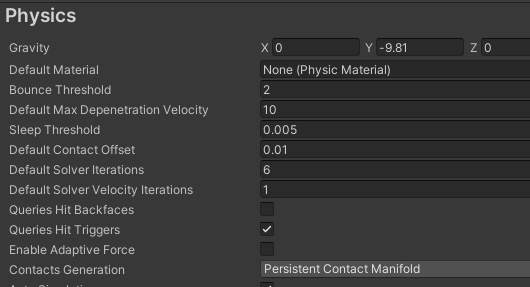 Physics
Gravity X 0 Y -9.81 Z 0
Default Material None (Physic Material)
Bounce Threshold 2
Default Max Depenetration Velocity 10
Sleep Threshold 0.005
Default Contact Offset 0.01
Default Solver Iterations 6
Default Solver Velocity Iterations 1
Queries Hit Backfaces
Queries Hit Triggers
Enable Adaptive Force
Contacts Generation Persistent Contact Manifold